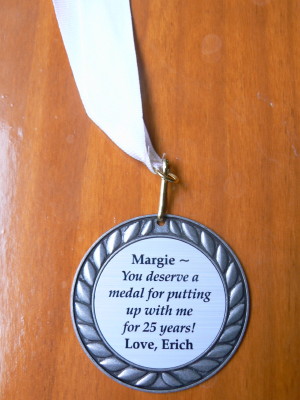 Margie ~
You deserve a
medal for putting
up with me
for 25 years!
Love, Erich